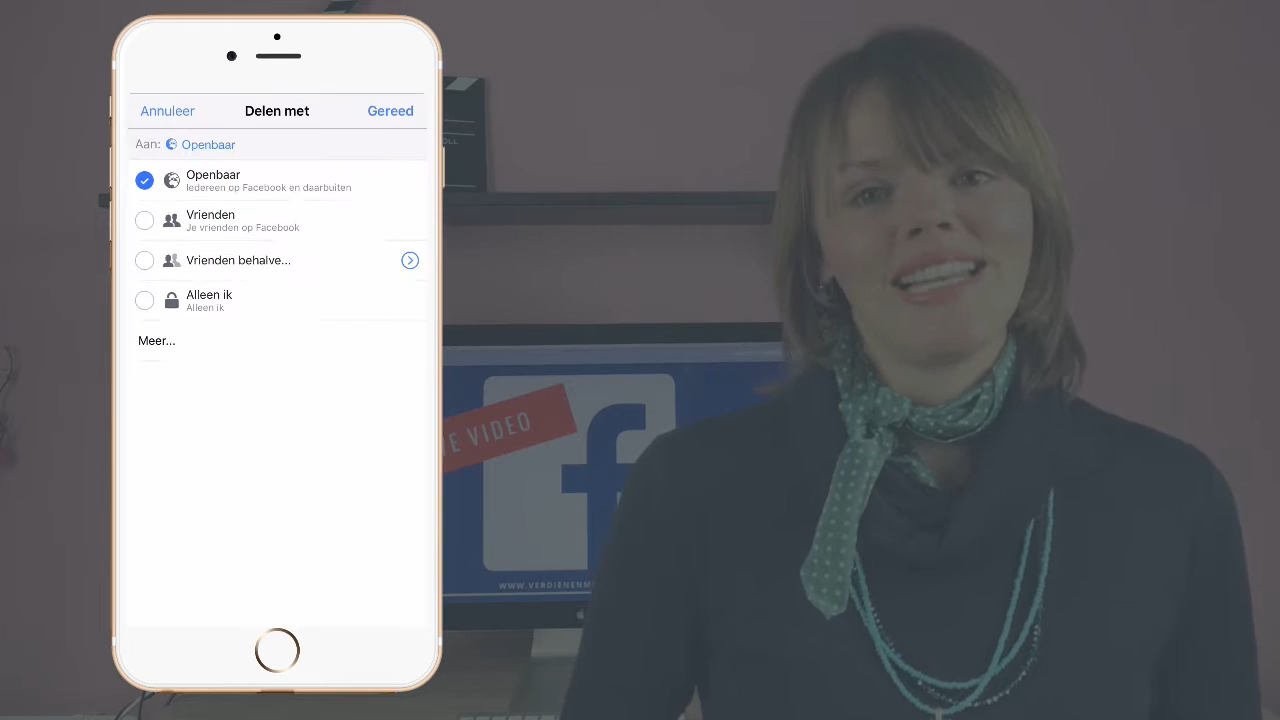 Annuleer Delen met Gereed
Aan: Openbaar
Openbaar
Iedereen op Facebook en daarbuiten
Vrienden
Je vrienden op Facebook
Vrienden behalve...
Alleen ik
Alleen ik
Meer...
VIDEO